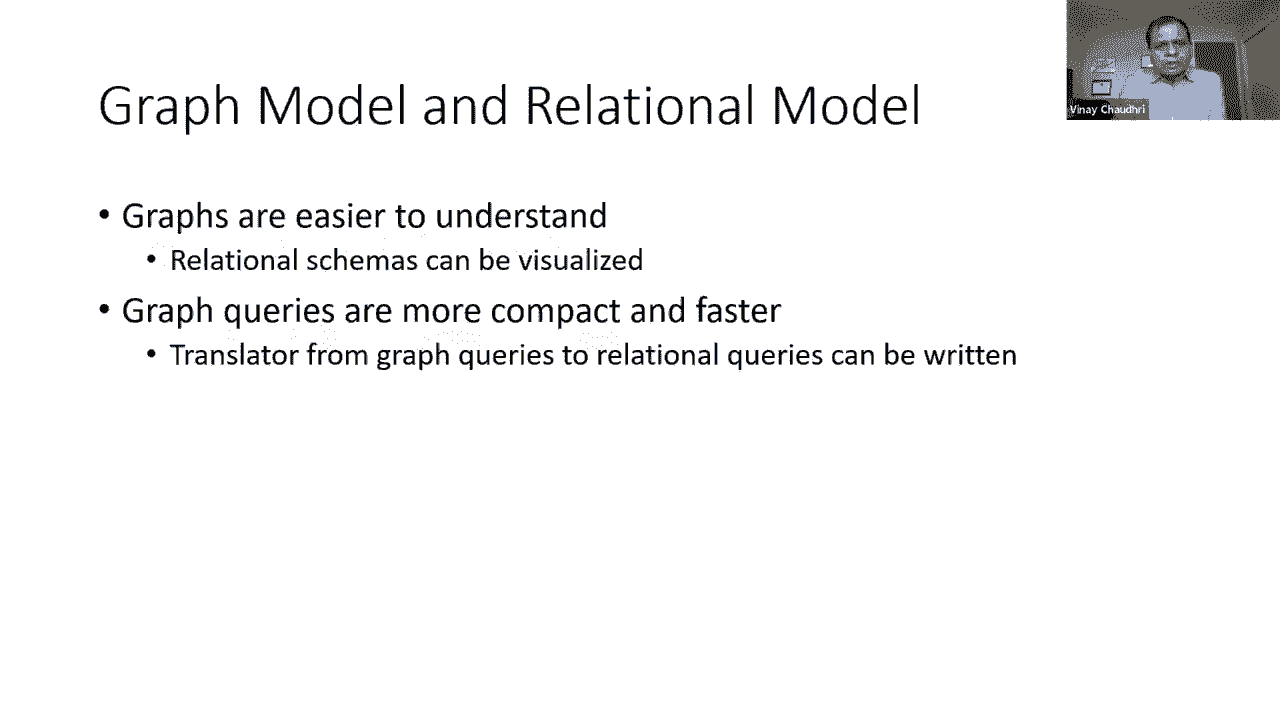 Graph Model and Relational Model
Vinay Chaudhri
• Graphs are easier to understand
• Relational schemas can be visualized
• Graph queries are more compact and faster
• Translator from graph queries to relational queries can be written